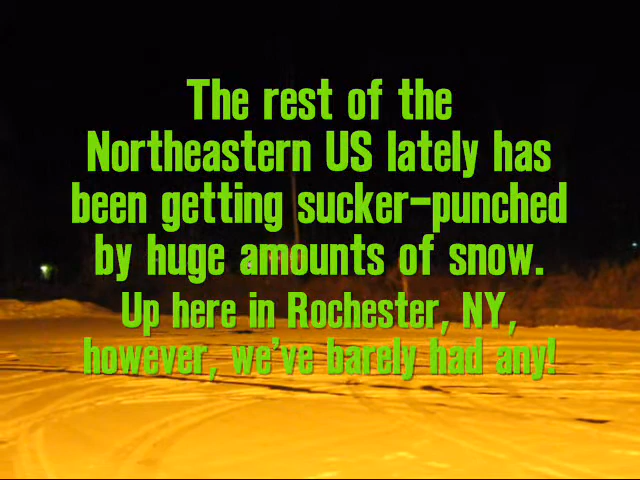 The rest of the
Northeastern US lately has
been getting sucker-punched
by huge amounts of snow.
Up here in Rochester, NY,
however, we've barely had any!